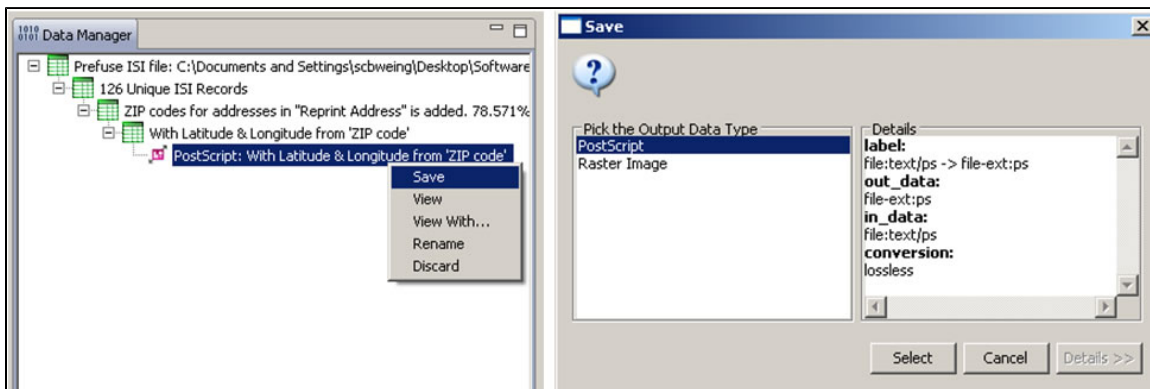 1010
0101 Data Manager
Prefuse ISI file: C:\Documents and Settings\scbweing\Desktop\Software
126 Unique ISI Records
ZIP codes for addresses in "Reprint Address" is added. 78.571%
With Latitude & Longitude from 'ZIP code'
PostScript: With Latitude & Longitude from 'ZIP code'
Save
View
View With...
Rename
Discard
Save
?
Pick the Output Data Type
PostScript
Raster Image
Details
label:
file:text/ps -> file-ext:ps
out_data:
file-ext:ps
in_data:
file:text/ps
conversion:
lossless
Select
Cancel
Details >>